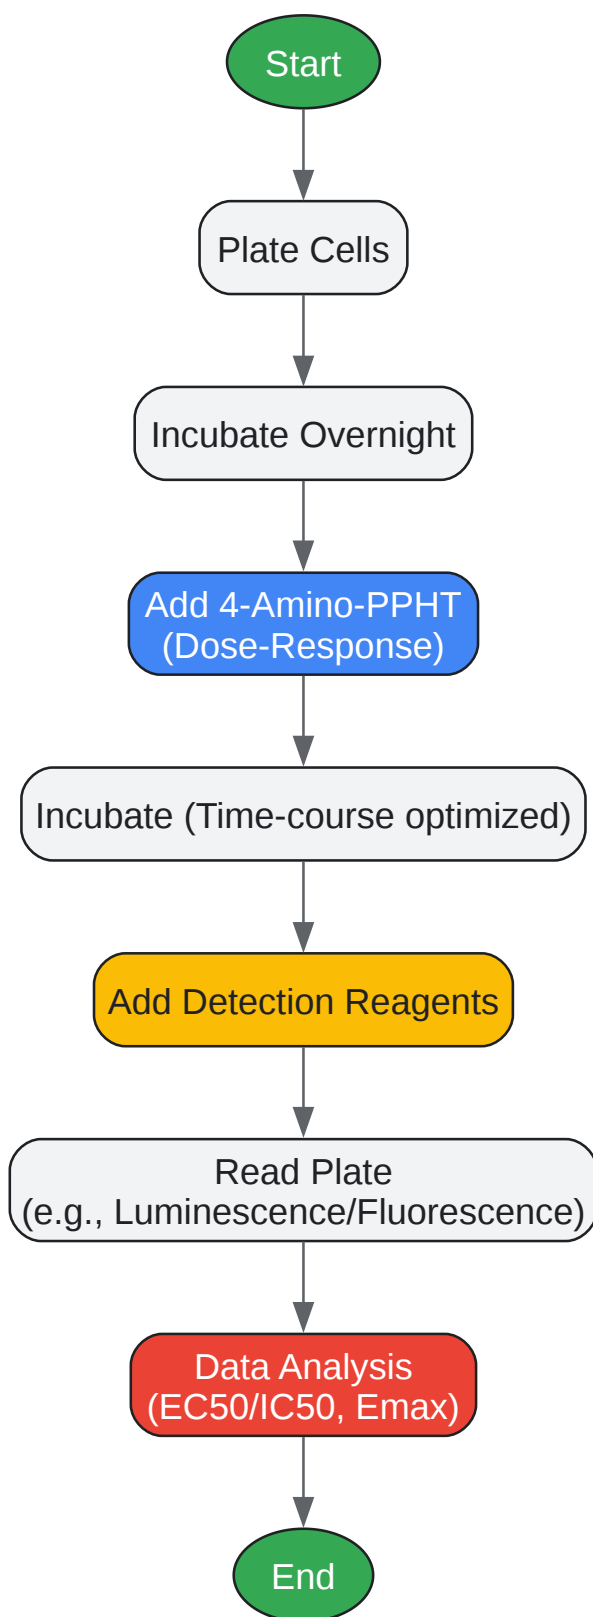 Start
Plate Cells
Incubate Overnight
Add 4-Amino-PPHT
(Dose-Response)
Incubate (Time-course optimized)
Add Detection Reagents
Read Plate
(e.g., Luminescence/Fluorescence)
Data Analysis
(EC50/IC50, Emax)
End